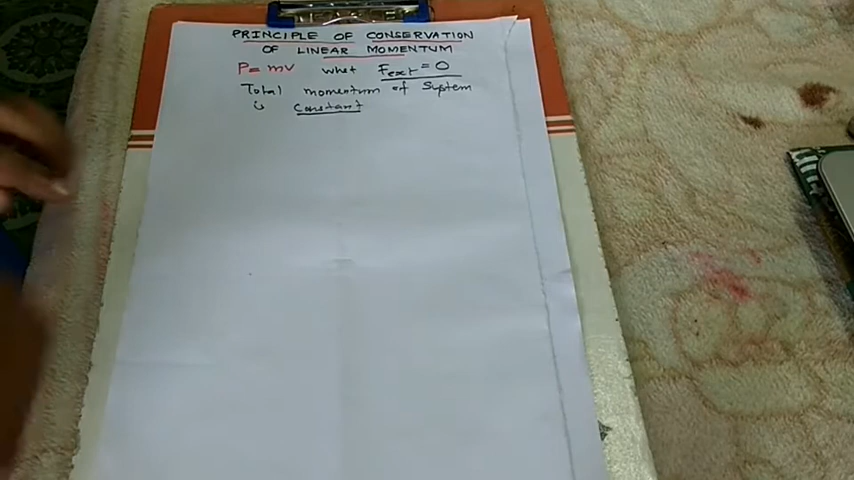 PRINCIPLE OF CONSERVATION
OF LINEAR MOMENTUM
P = mv when Fext = 0
Total momentum of System
is Constant